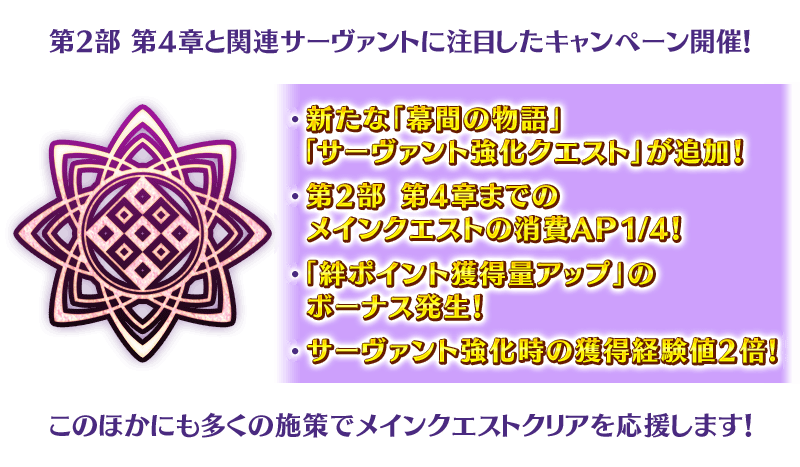 第2部 第4章と関連サーヴァントに注目したキャンペーン開催！
・新たな「幕間の物語」
「サーヴァント強化クエスト」が追加！
・第2部 第4章までの
メインクエストの消費AP1/4！
・「絆ポイント獲得量アップ」の
ボーナス発生！
・サーヴァント強化時の獲得経験値2倍！
このほかにも多くの施策でメインクエストクリアを応援します！